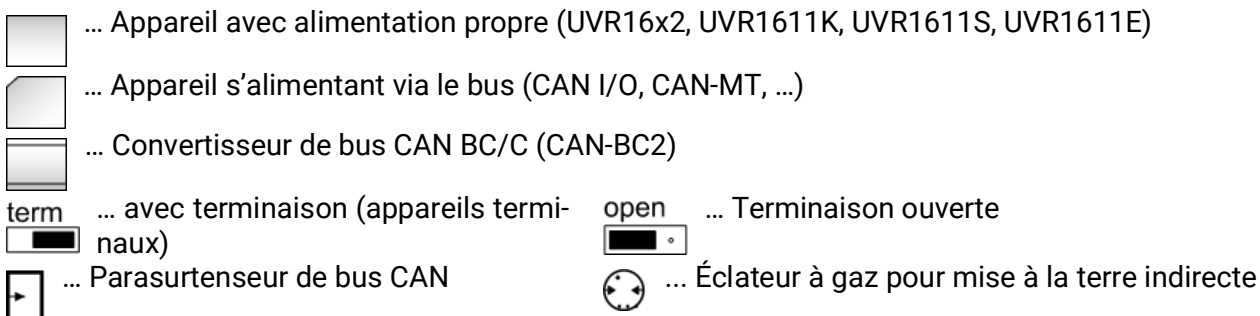 … Appareil avec alimentation propre (UVR16x2, UVR1611K, UVR1611S, UVR1611E)
… Appareil s’alimentant via le bus (CAN I/O, CAN-MT, …)
… Convertisseur de bus CAN BC/C (CAN-BC2)
term … avec terminaison (appareils termi-
naux)
open … Terminaison ouverte
… Parasurtenseur de bus CAN
... Éclateur à gaz pour mise à la terre indirecte